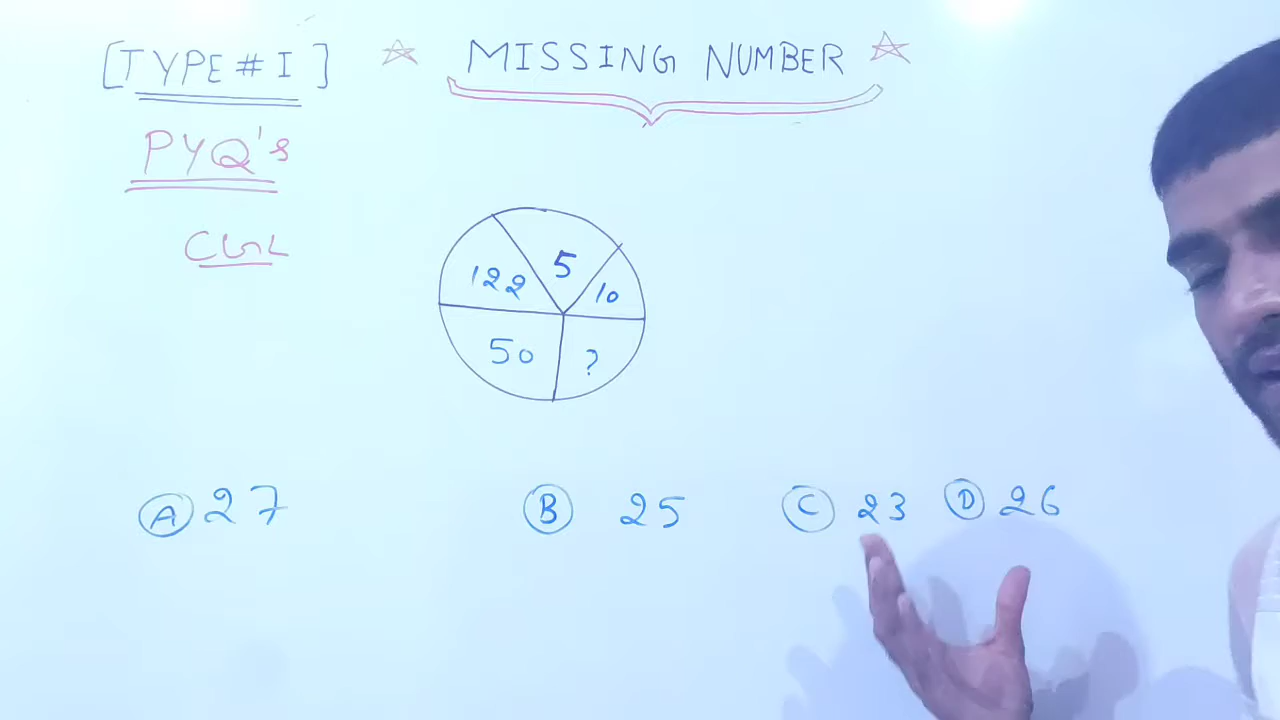 [TYPE # I] ☆ MISSING NUMBER ☆
PYQ's
CGL
5
122
10
50
?
(A) 27 (B) 25 (C) 23 (D) 26